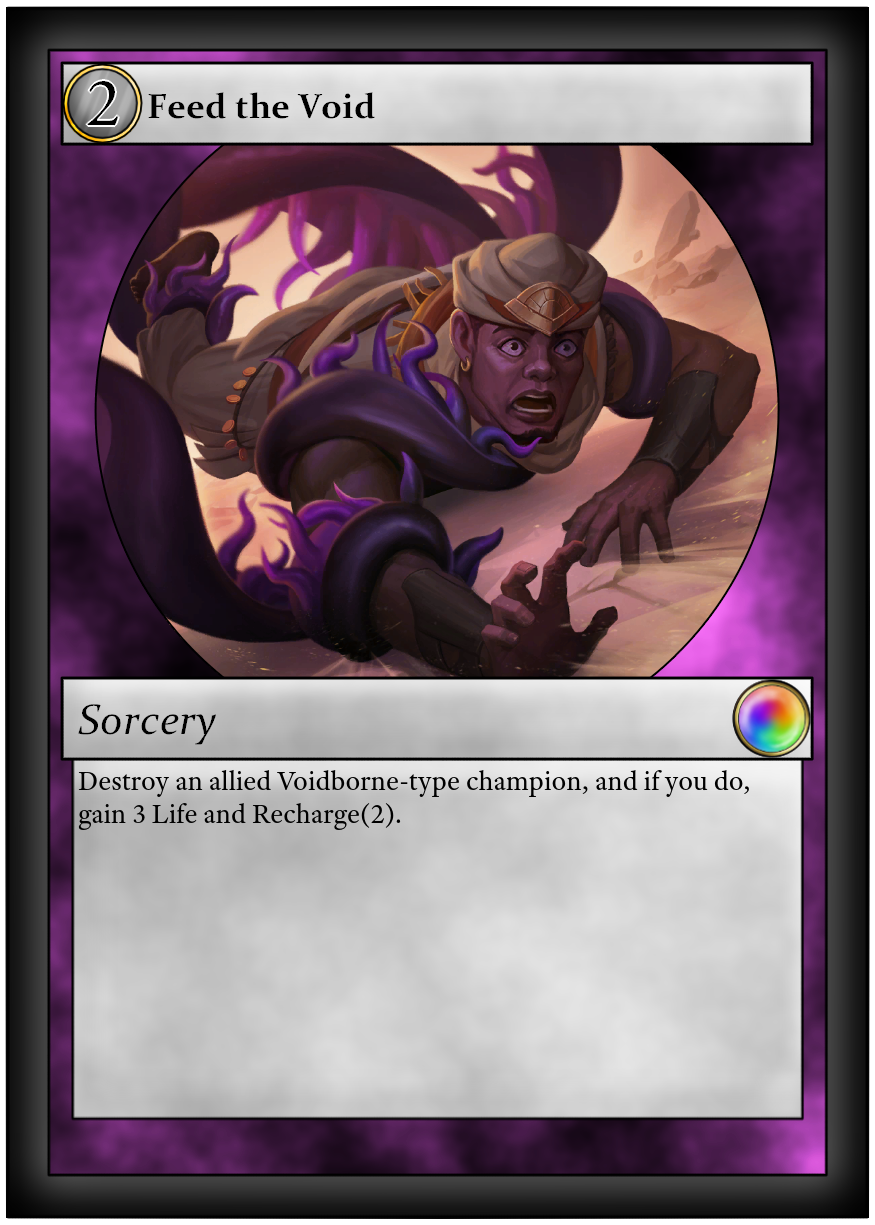 2 Feed the Void
Sorcery
Destroy an allied Voidborne-type champion, and if you do,
gain 3 Life and Recharge(2).